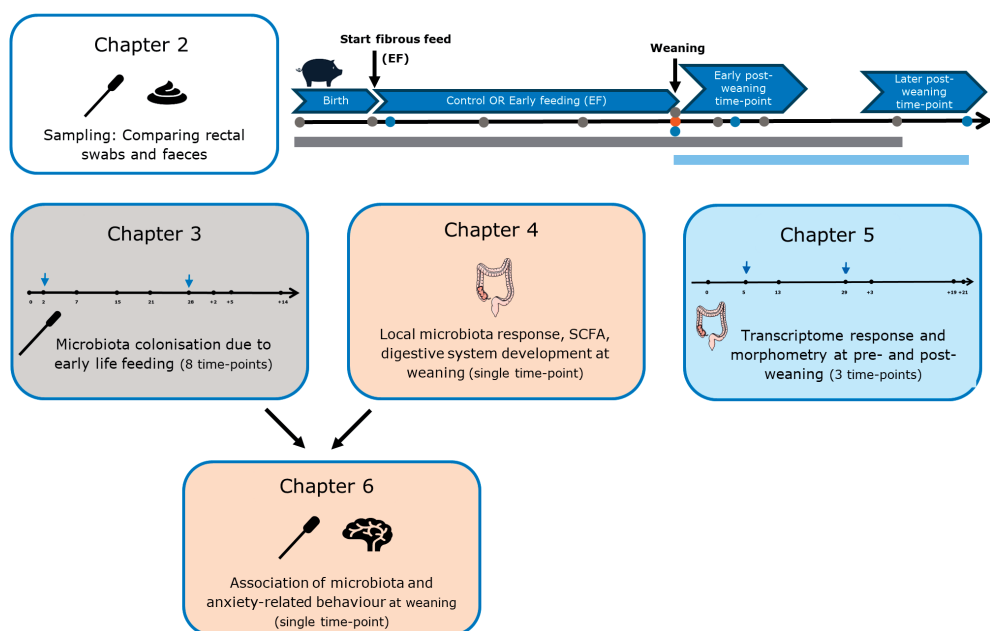 Chapter 2
Sampling: Comparing rectal
swabs and faeces
Start fibrous feed
(EF)
Weaning
Birth
Control OR Early feeding (EF)
Early post-
weaning
time-point
Later post-
weaning
time-point
Chapter 3
0 2 7 15 21 28 +2 +5 +14
Microbiota colonisation due to
early life feeding (8 time-points)
Chapter 4
Local microbiota response, SCFA,
digestive system development at
weaning (single time-point)
Chapter 5
0 5 13 29 +3 +19 +21
Transcriptome response and
morphometry at pre- and post-
weaning (3 time-points)
Chapter 6
Association of microbiota and
anxiety-related behaviour at weaning
(single time-point)